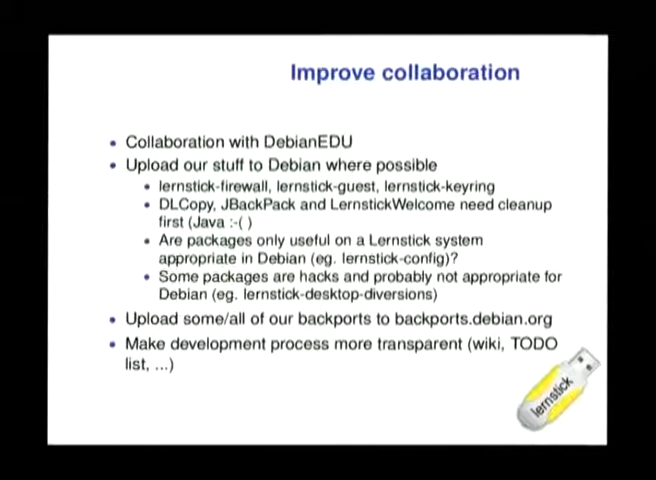 Improve collaboration
Collaboration with DebianEDU
Upload our stuff to Debian where possible
lernstick-firewall, lernstick-guest, lernstick-keyring
DLCopy, JBackPack and LernstickWelcome need cleanup
first (Java :-( )
Are packages only useful on a Lernstick system
appropriate in Debian (eg. lernstick-config)?
Some packages are hacks and probably not appropriate for
Debian (eg. lernstick-desktop-diversions)
Upload some/all of our backports to backports.debian.org
Make development process more transparent (wiki, TODO
list, ...)
lernstick